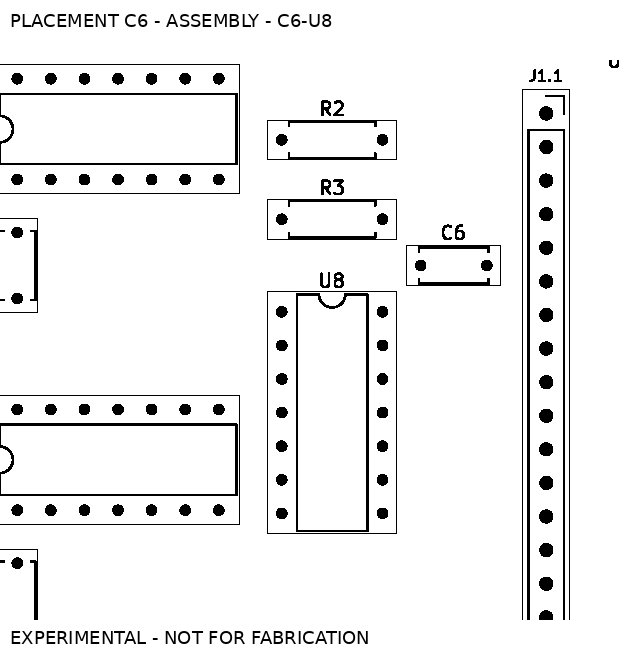 PLACEMENT C6 - ASSEMBLY - C6-U8
J1.1
R2
R3
C6
U8
EXPERIMENTAL - NOT FOR FABRICATION